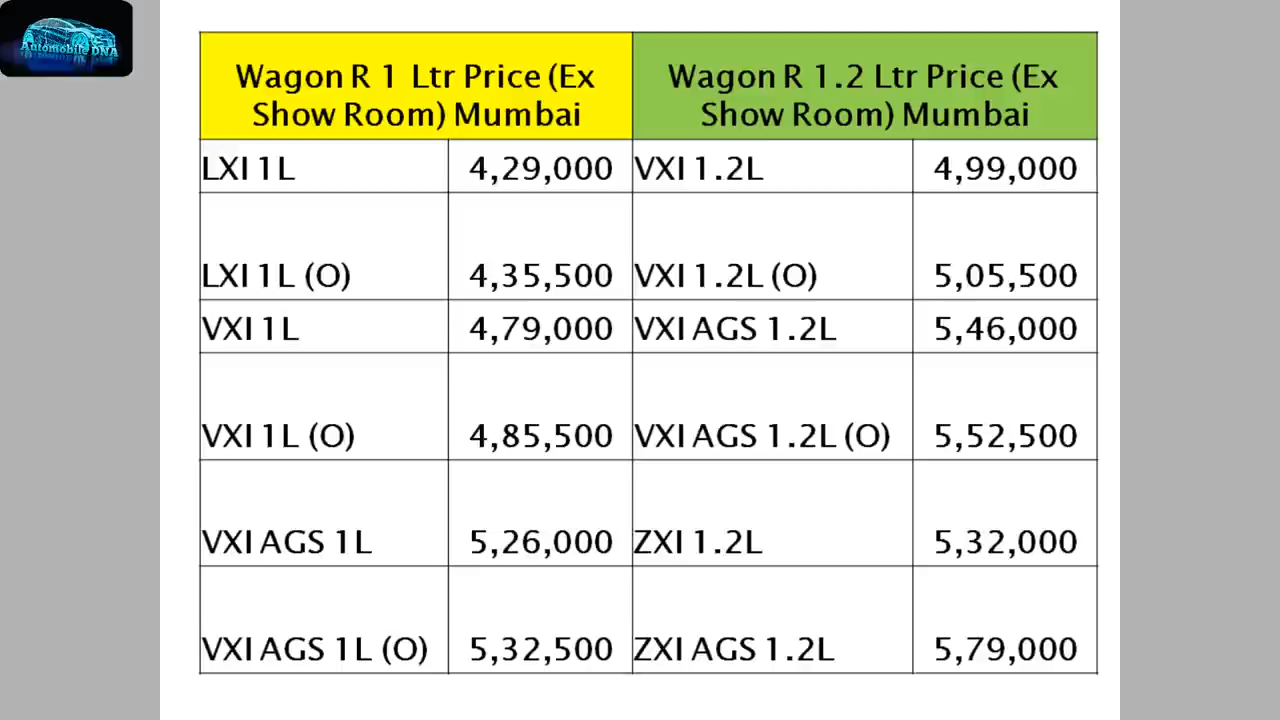 Automobile DNA
Wagon R 1 Ltr Price (Ex Show Room) Mumbai
Wagon R 1.2 Ltr Price (Ex Show Room) Mumbai
LXI 1L 4,29,000 VXI 1.2L 4,99,000
LXI 1L (O) 4,35,500 VXI 1.2L (O) 5,05,500
VXI 1L 4,79,000 VXI AGS 1.2L 5,46,000
VXI 1L (O) 4,85,500 VXI AGS 1.2L (O) 5,52,500
VXI AGS 1L 5,26,000 ZXI 1.2L 5,32,000
VXI AGS 1L (O) 5,32,500 ZXI AGS 1.2L 5,79,000